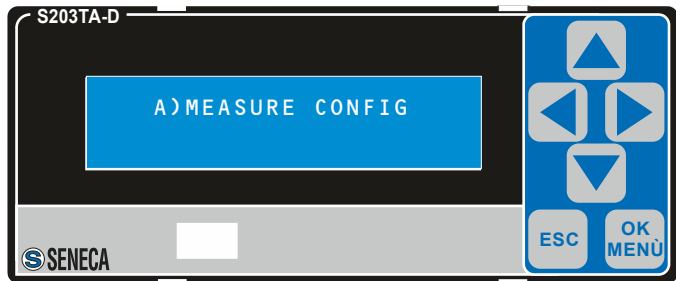 S203TA-D
A)MEASURE CONFIG
ESC
OK
MENÙ
S SENECA